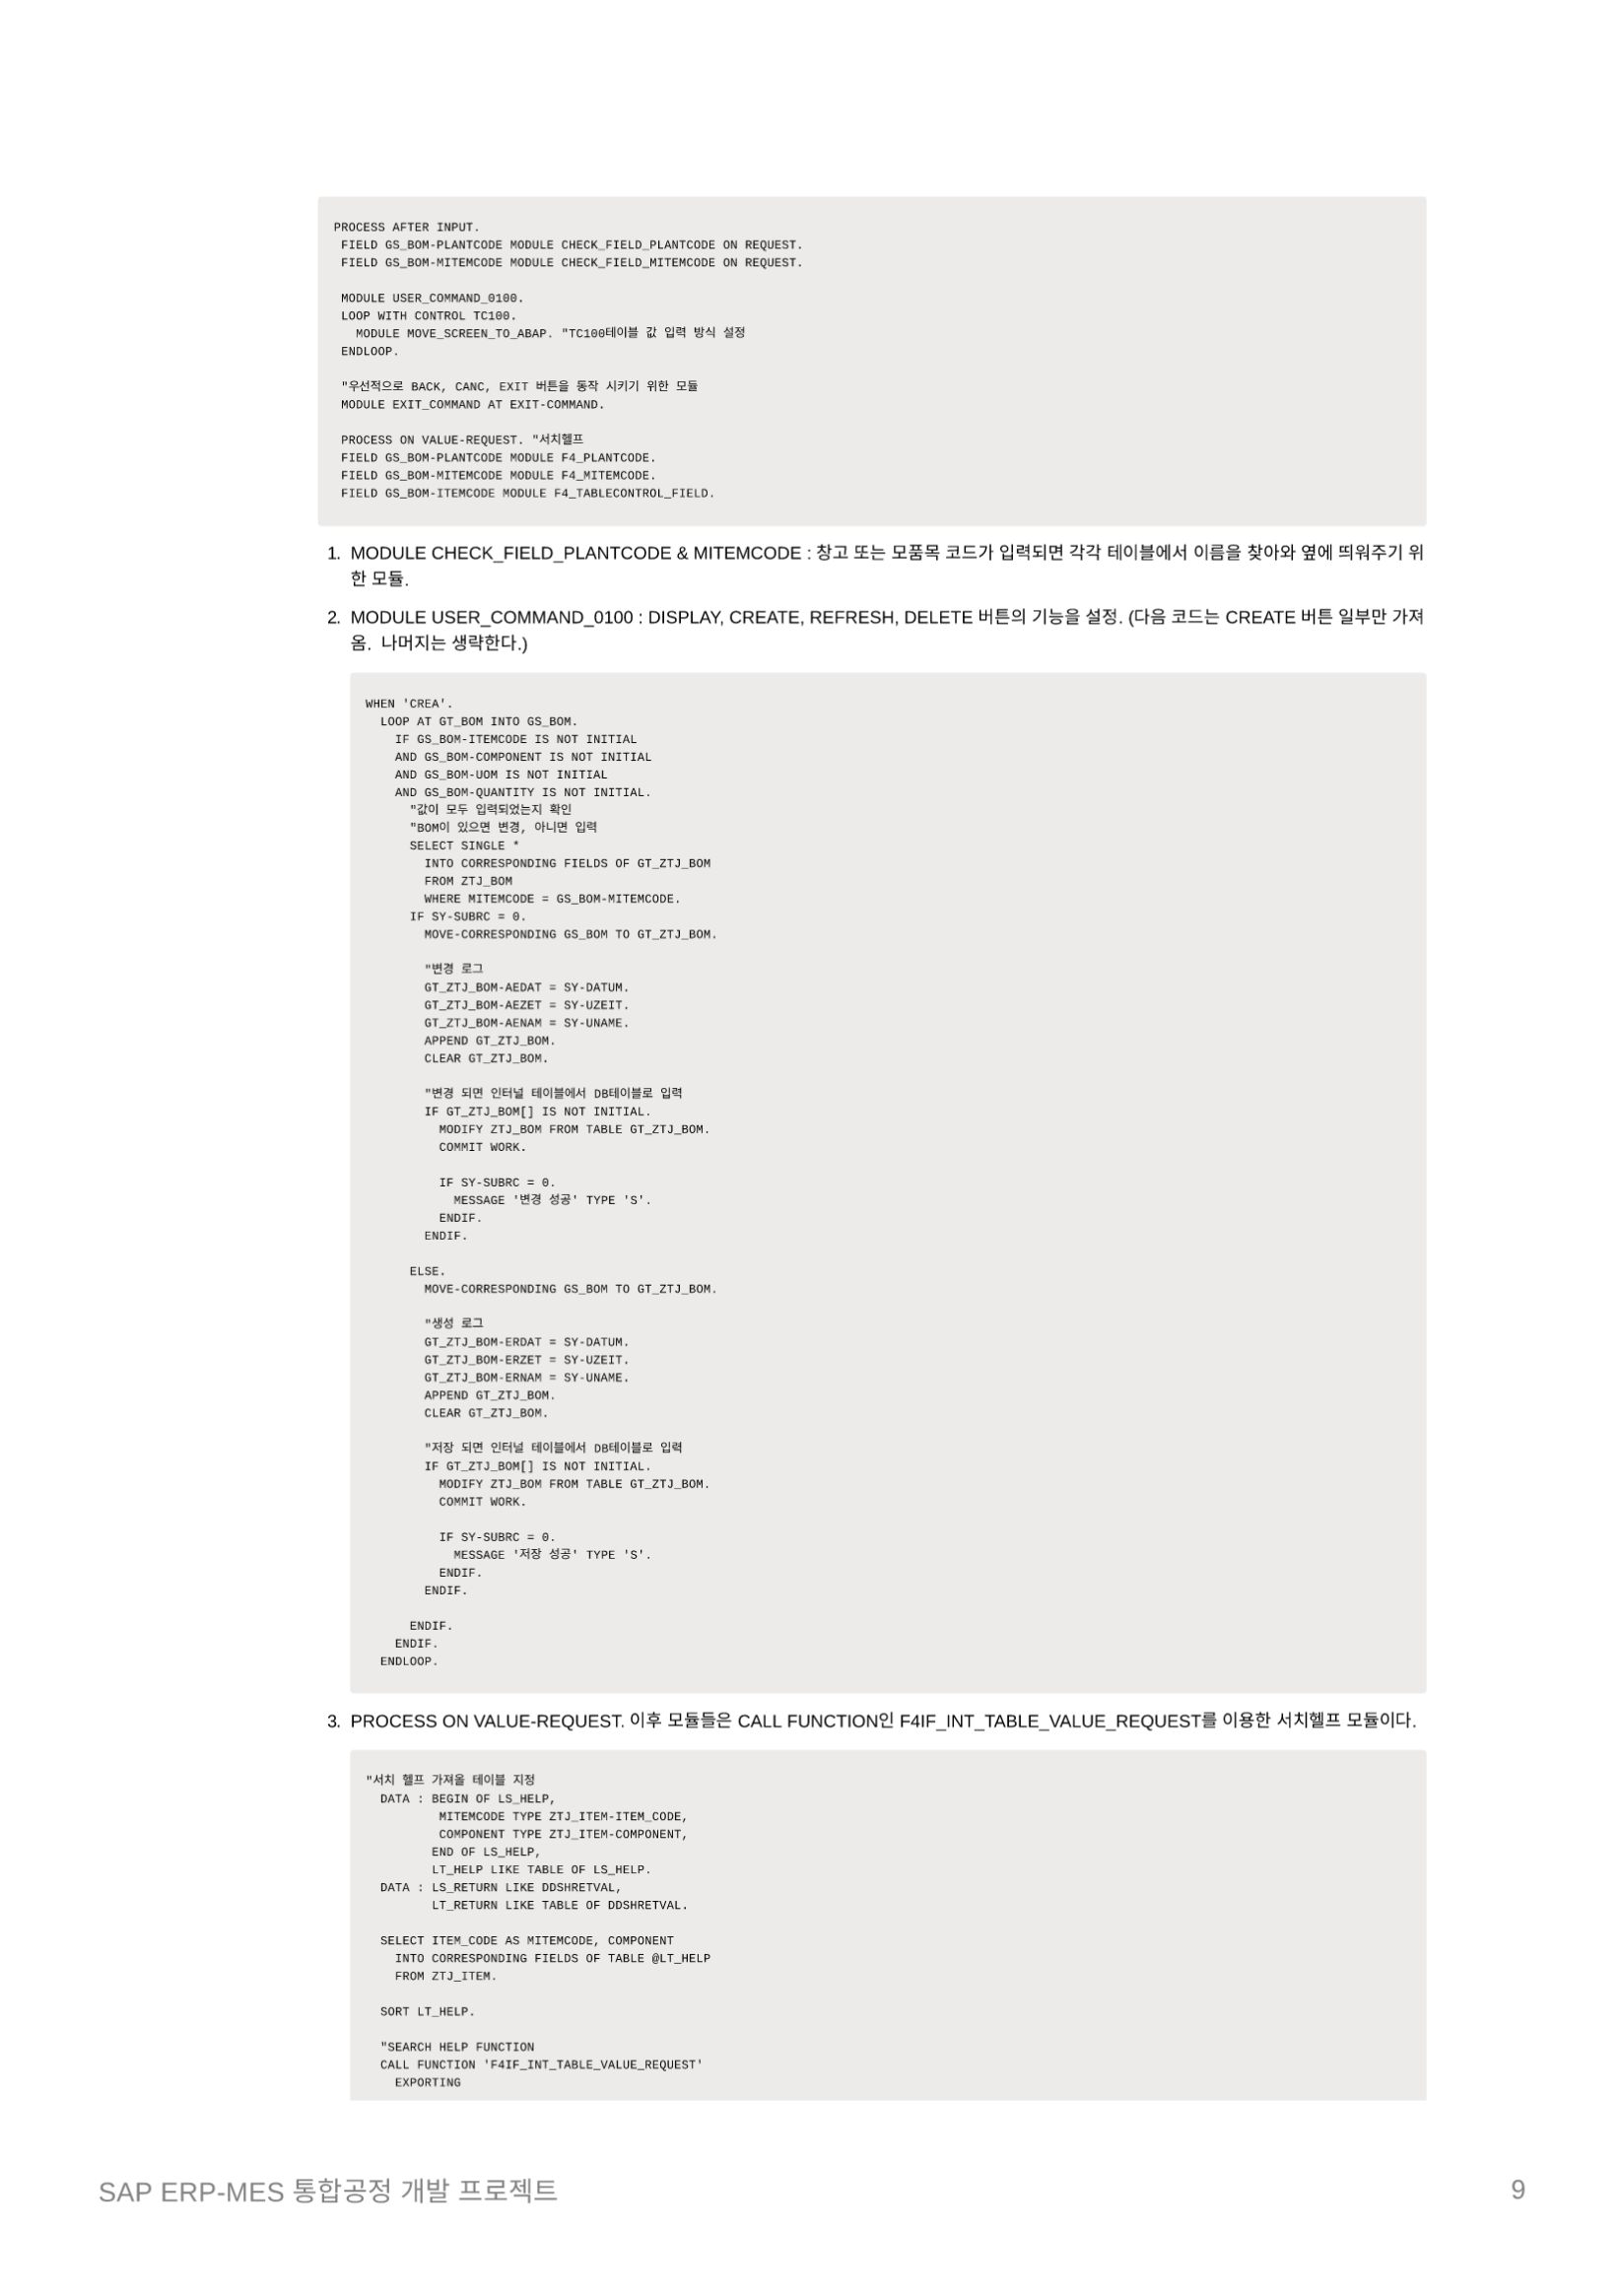 PROCESS AFTER INPUT.
FIELD GS_BOM-PLANTCODE MODULE CHECK_FIELD_PLANTCODE ON REQUEST.
FIELD GS_BOM-MITEMCODE MODULE CHECK_FIELD_MITEMCODE ON REQUEST.
MODULE USER_COMMAND_0100.
LOOP WITH CONTROL TC100.
MODULE MOVE_SCREEN_TO_ABAP. "TC100테이블 값 입력 방식 설정
ENDLOOP.
"우선적으로 BACK, CANC, EXIT 버튼을 동작 시키기 위한 모듈
MODULE EXIT_COMMAND AT EXIT-COMMAND.
PROCESS ON VALUE-REQUEST. "서치헬프
FIELD GS_BOM-PLANTCODE MODULE F4_PLANTCODE.
FIELD GS_BOM-MITEMCODE MODULE F4_MITEMCODE.
FIELD GS_BOM-ITEMCODE MODULE F4_TABLECONTROL_FIELD.
1. MODULE CHECK_FIELD_PLANTCODE & MITEMCODE : 창고 또는 모품목 코드가 입력되면 각각 테이블에서 이름을 찾아와 옆에 띄워주기 위
한 모듈.
2. MODULE USER_COMMAND_0100 : DISPLAY, CREATE, REFRESH, DELETE 버튼의 기능을 설정. (다음 코드는 CREATE 버튼 일부만 가져
옴. 나머지는 생략한다.)
WHEN 'CREA'.
LOOP AT GT_BOM INTO GS_BOM.
IF GS_BOM-ITEMCODE IS NOT INITIAL
AND GS_BOM-COMPONENT IS NOT INITIAL
AND GS_BOM-UOM IS NOT INITIAL
AND GS_BOM-QUANTITY IS NOT INITIAL.
"값이 모두 입력되었는지 확인
"BOM이 있으면 변경, 아니면 입력
SELECT SINGLE *
INTO CORRESPONDING FIELDS OF GT_ZTJ_BOM
FROM ZTJ_BOM
WHERE MITEMCODE = GS_BOM-MITEMCODE.
IF SY-SUBRC = 0.
MOVE-CORRESPONDING GS_BOM TO GT_ZTJ_BOM.
"변경 로그
GT_ZTJ_BOM-AEDAT = SY-DATUM.
GT_ZTJ_BOM-AEZET = SY-UZEIT.
GT_ZTJ_BOM-AENAM = SY-UNAME.
APPEND GT_ZTJ_BOM.
CLEAR GT_ZTJ_BOM.
"변경 되면 인터널 테이블에서 DB테이블로 입력
IF GT_ZTJ_BOM[] IS NOT INITIAL.
MODIFY ZTJ_BOM FROM TABLE GT_ZTJ_BOM.
COMMIT WORK.
IF SY-SUBRC = 0.
MESSAGE '변경 성공' TYPE 'S'.
ENDIF.
ENDIF.
ELSE.
MOVE-CORRESPONDING GS_BOM TO GT_ZTJ_BOM.
"생성 로그
GT_ZTJ_BOM-ERDAT = SY-DATUM.
GT_ZTJ_BOM-ERZET = SY-UZEIT.
GT_ZTJ_BOM-ERNAM = SY-UNAME.
APPEND GT_ZTJ_BOM.
CLEAR GT_ZTJ_BOM.
"저장 되면 인터널 테이블에서 DB테이블로 입력
IF GT_ZTJ_BOM[] IS NOT INITIAL.
MODIFY ZTJ_BOM FROM TABLE GT_ZTJ_BOM.
COMMIT WORK.
IF SY-SUBRC = 0.
MESSAGE '저장 성공' TYPE 'S'.
ENDIF.
ENDIF.
ENDIF.
ENDIF.
ENDLOOP.
3. PROCESS ON VALUE-REQUEST. 이후 모듈들은 CALL FUNCTION인 F4IF_INT_TABLE_VALUE_REQUEST를 이용한 서치헬프 모듈이다.
"서치 헬프 가져올 테이블 지정
DATA : BEGIN OF LS_HELP,
MITEMCODE TYPE ZTJ_ITEM-ITEM_CODE,
COMPONENT TYPE ZTJ_ITEM-COMPONENT,
END OF LS_HELP,
LT_HELP LIKE TABLE OF LS_HELP.
DATA : LS_RETURN LIKE DDSHRETVAL,
LT_RETURN LIKE TABLE OF DDSHRETVAL.
SELECT ITEM_CODE AS MITEMCODE, COMPONENT
INTO CORRESPONDING FIELDS OF TABLE @LT_HELP
FROM ZTJ_ITEM.
SORT LT_HELP.
"SEARCH HELP FUNCTION
CALL FUNCTION 'F4IF_INT_TABLE_VALUE_REQUEST'
EXPORTING
SAP ERP-MES 통합공정 개발 프로젝트
9